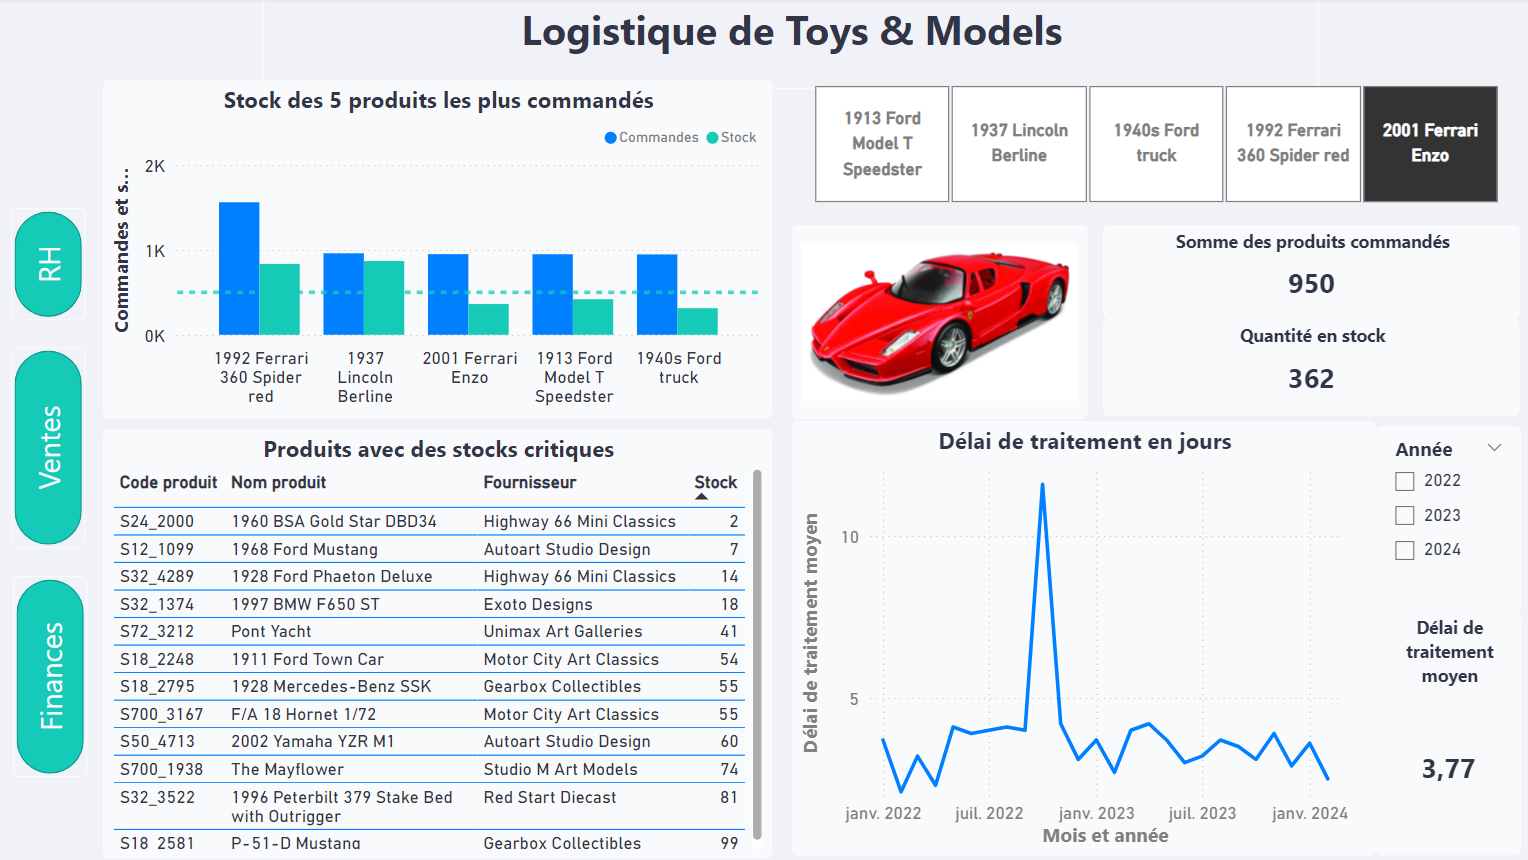 Logistique de Toys & Models
RH
Ventes
Finances
Stock des 5 produits les plus commandés
Commandes Stock
Commandes et s...
2K
1K
0K
1992 Ferrari
360 Spider
red
1937
Lincoln
Berline
2001 Ferrari
Enzo
1913 Ford
Model T
Speedster
1940s Ford
truck
1913 Ford
Model T
Speedster
1937 Lincoln
Berline
1940s Ford
truck
1992 Ferrari
360 Spider red
2001 Ferrari
Enzo
Somme des produits commandés
950
Quantité en stock
362
Produits avec des stocks critiques
Code produit Nom produit Fournisseur Stock
S24_2000 1960 BSA Gold Star DBD34 Highway 66 Mini Classics 2
S12_1099 1968 Ford Mustang Autoart Studio Design 7
S32_4289 1928 Ford Phaeton Deluxe Highway 66 Mini Classics 14
S32_1374 1997 BMW F650 ST Exoto Designs 18
S72_3212 Pont Yacht Unimax Art Galleries 41
S18_2248 1911 Ford Town Car Motor City Art Classics 54
S18_2795 1928 Mercedes-Benz SSK Gearbox Collectibles 55
S700_3167 F/A 18 Hornet 1/72 Motor City Art Classics 55
S50_4713 2002 Yamaha YZR M1 Autoart Studio Design 60
S700_1938 The Mayflower Studio M Art Models 74
S32_3522 1996 Peterbilt 379 Stake Bed Red Start Diecast 81
with Outrigger
S18_2581 P-51-D Mustang Gearbox Collectibles 99
Délai de traitement en jours
Délai de traitement moyen
10
5
janv. 2022 juil. 2022 janv. 2023 juil. 2023 janv. 2024
Mois et année
Année
2022
2023
2024
Délai de
traitement
moyen
3,77